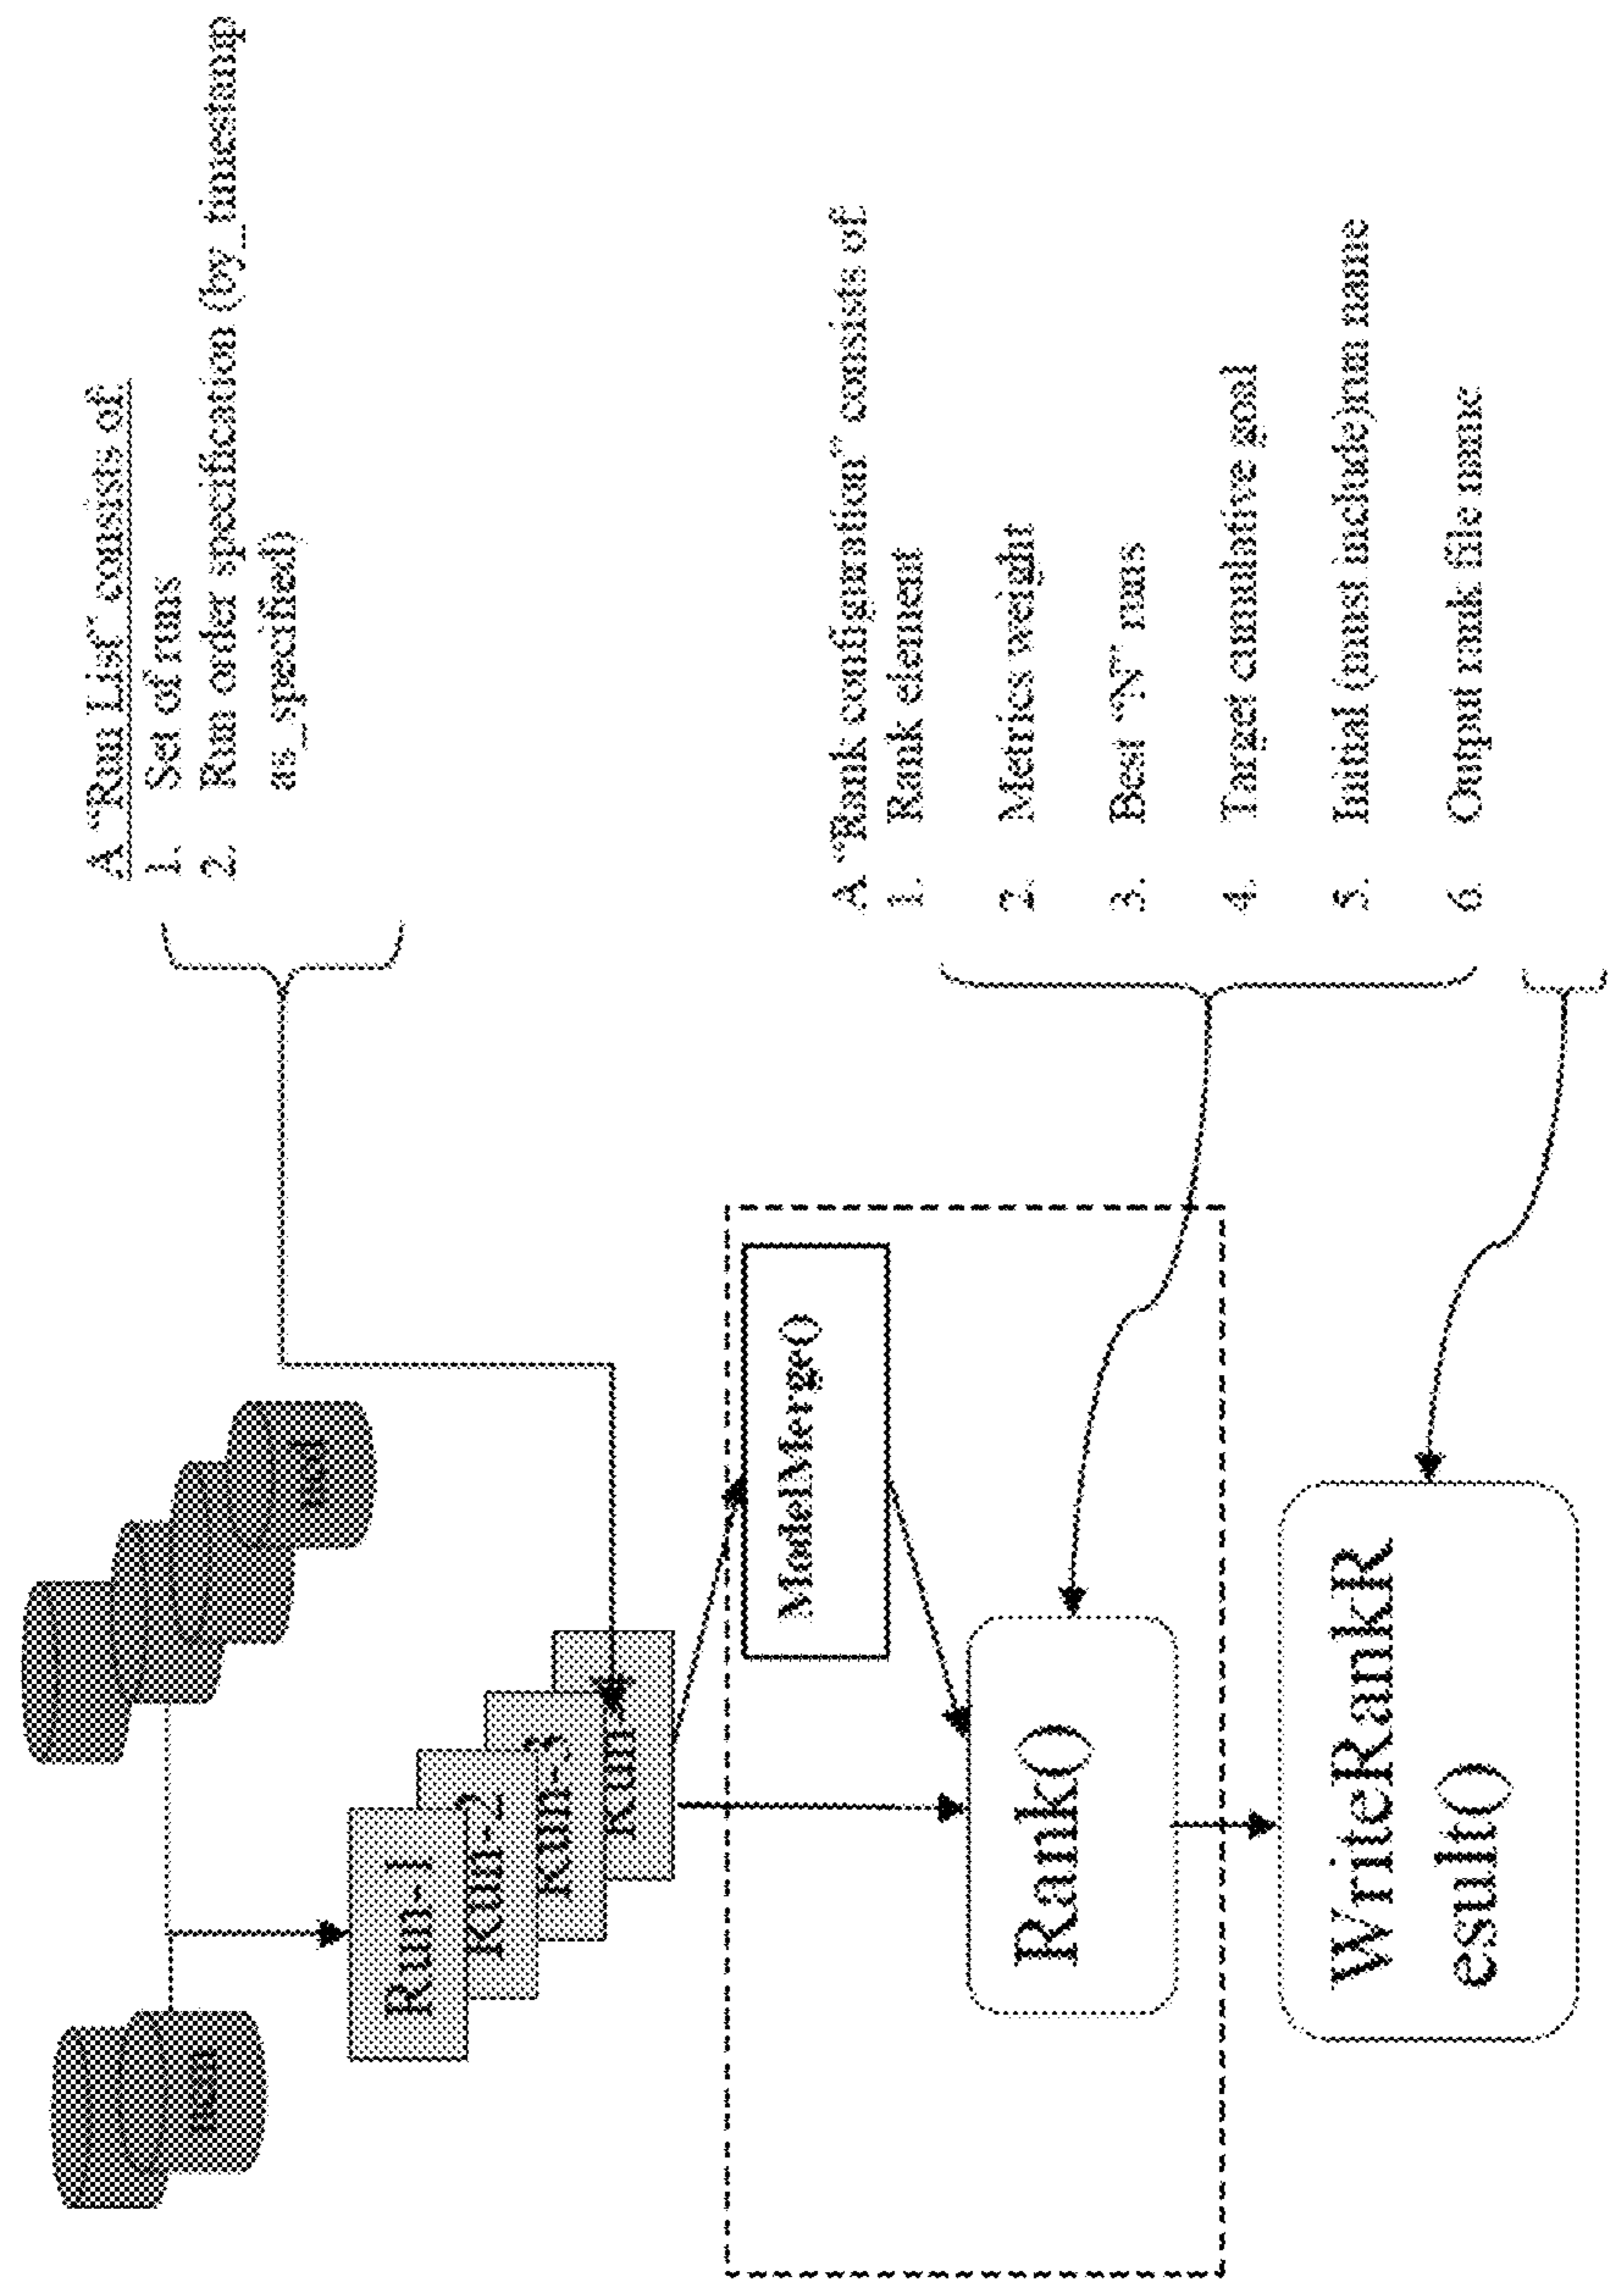 A "Run List" consists of:
1. Set of runs
2. Run order specification (by_timestamp
as_specified)
Run-1
Run-2
Run-3
Run-
ModelMerge()
Rank()
WriteRankR
esult()
A "Rank configuration" consists of:
1. Rank element
2. Metrics weight
3. Best "N" runs
4. Target cumulative goal
5. Initial (must include)run name
6. Output rank file name